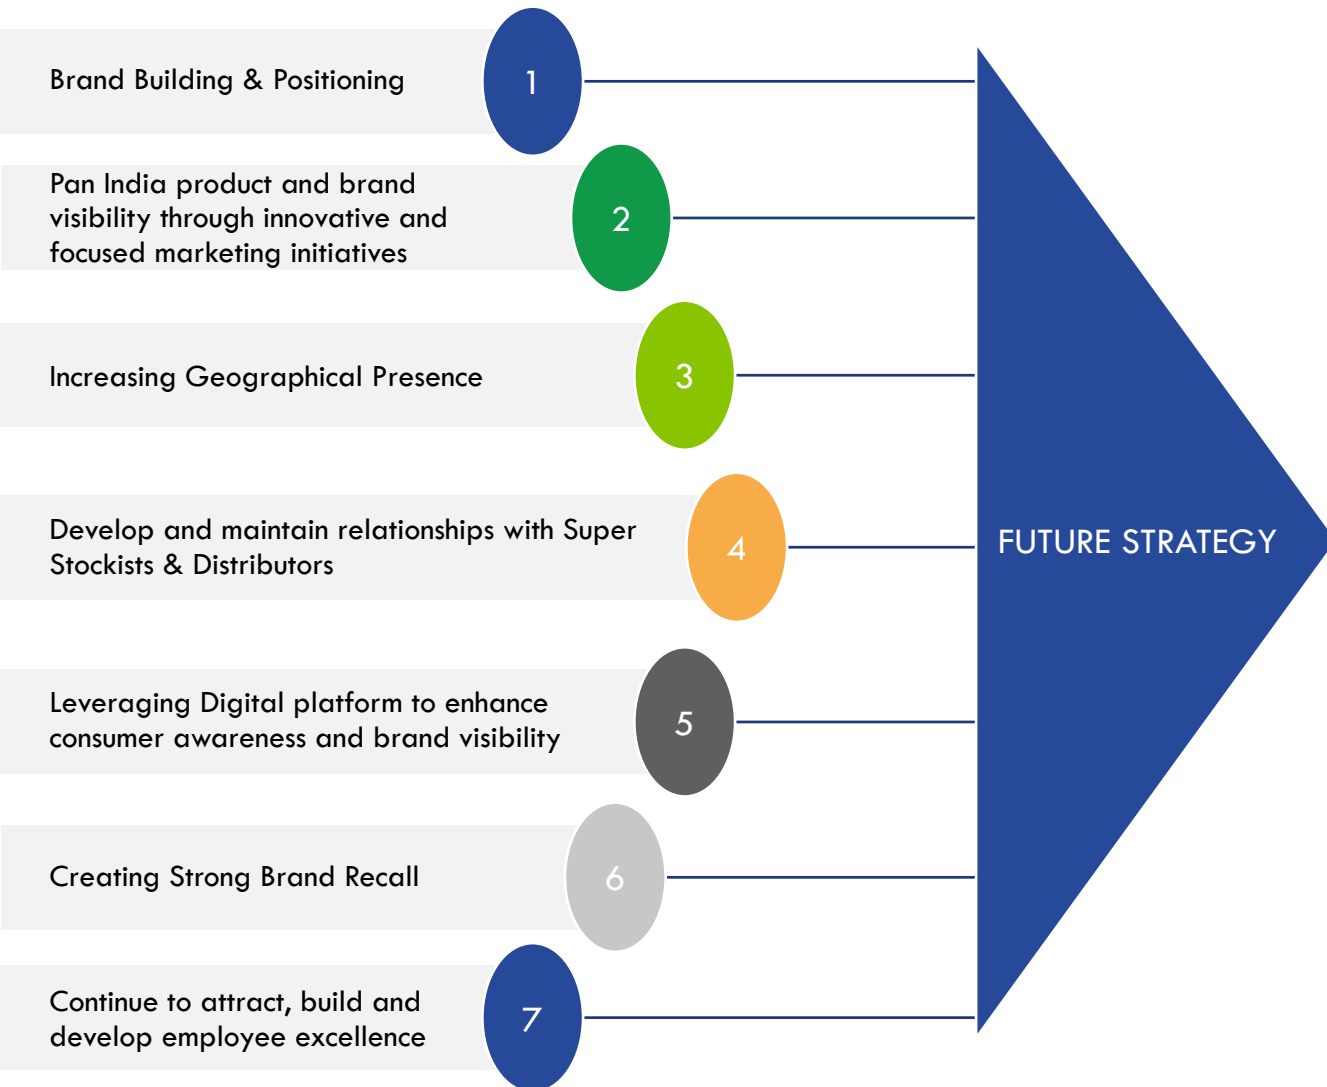 Brand Building & Positioning
1
Pan India product and brand
visibility through innovative and
focused marketing initiatives
2
Increasing Geographical Presence
3
Develop and maintain relationships with Super
Stockists & Distributors
4
FUTURE STRATEGY
Leveraging Digital platform to enhance
consumer awareness and brand visibility
5
Creating Strong Brand Recall
6
Continue to attract, build and
develop employee excellence
7